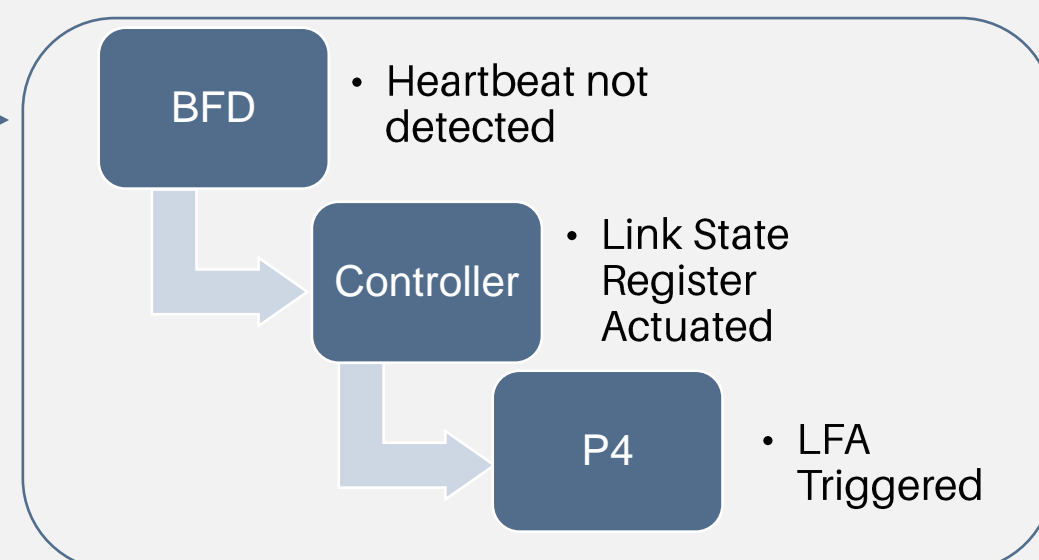 BFD
• Heartbeat not
detected
Controller
• Link State
Register
Actuated
P4
• LFA
Triggered